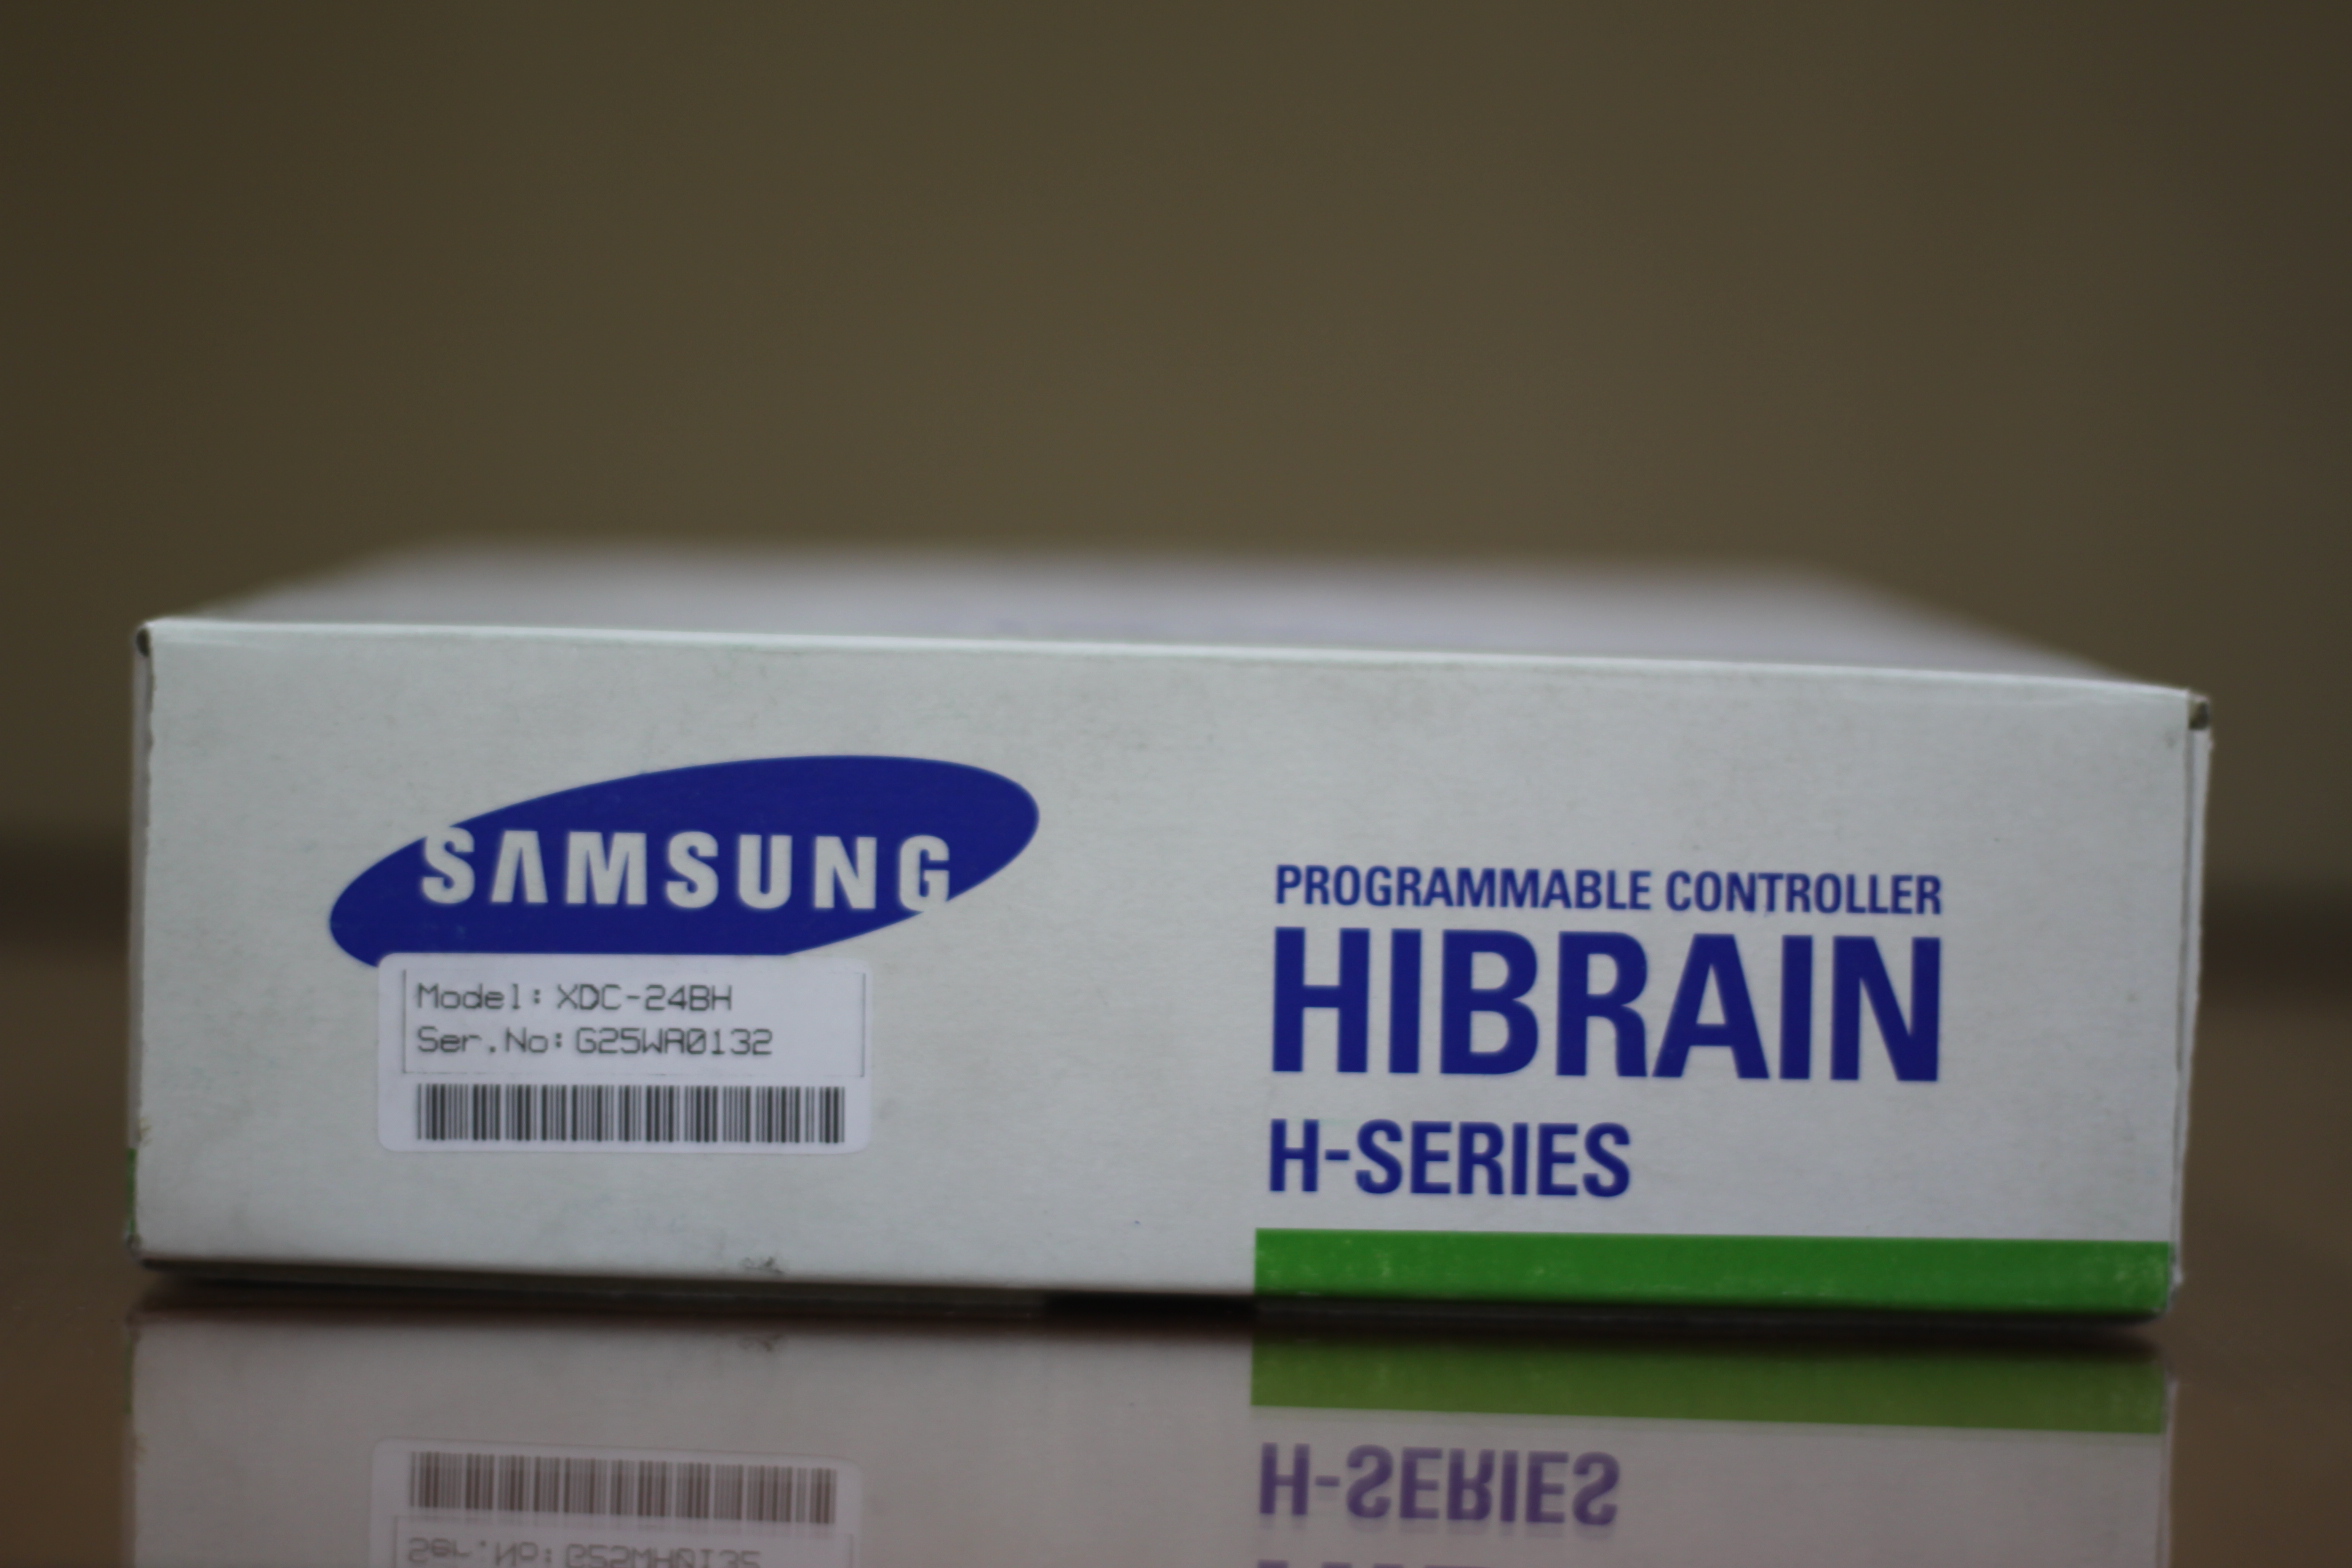 SAMSUNG
Model: XDC-24BH
Ser.No: G25WA0132
PROGRAMMABLE CONTROLLER
HIBRAIN
H-SERIES